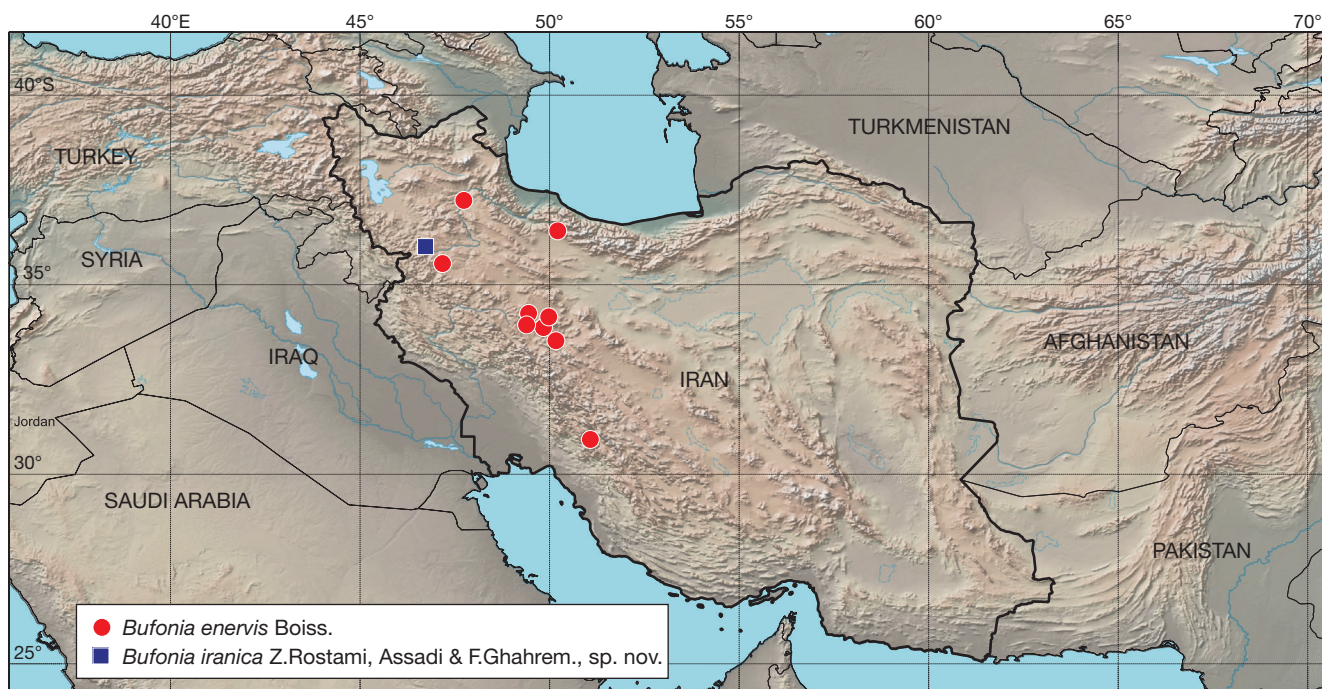 40°E 45° 50° 55° 60° 65° 70°
40°S
TURKMENISTAN
TURKEY
SYRIA
35°
IRAQ
AFGHANISTAN
IRAN
Jordan
30°
SAUDI ARABIA
PAKISTAN
Bufonia enervis Boiss.
Bufonia iranica Z.Rostami, Assadi & F.Ghahrem., sp. nov.
25°